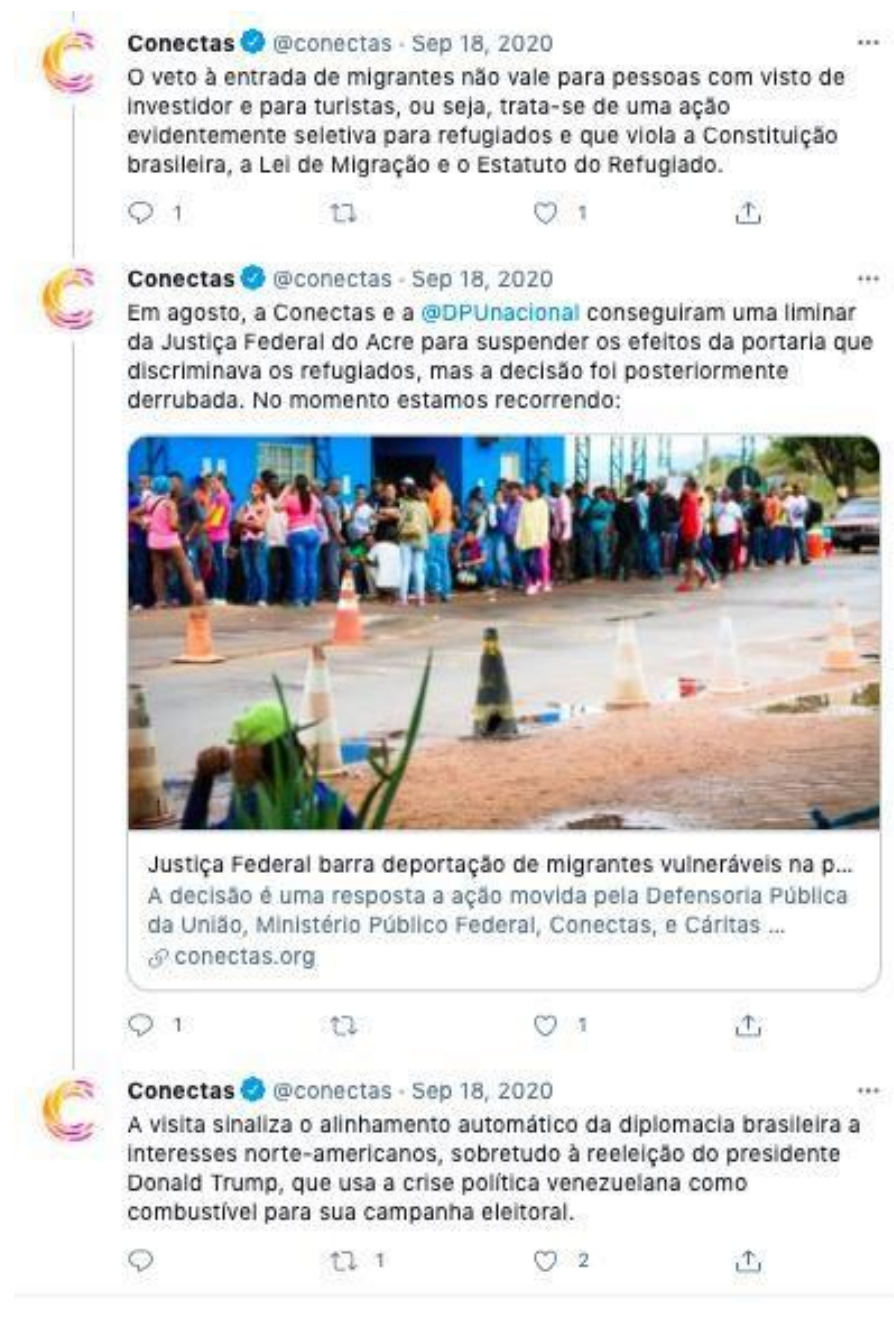 Conectas @conectas · Sep 18, 2020
O veto à entrada de migrantes não vale para pessoas com visto de
investidor e para turistas, ou seja, trata-se de uma ação
evidentemente seletiva para refugiados e que viola a Constituição
brasileira, a Lei de Migração e o Estatuto do Refugiado.
1 1
Conectas @conectas · Sep 18, 2020
Em agosto, a Conectas e a @DPUnacional conseguiram uma liminar
da Justiça Federal do Acre para suspender os efeitos da portaria que
discriminava os refugiados, mas a decisão foi posteriormente
derrubada. No momento estamos recorrendo:
Justiça Federal barra deportação de migrantes vulneráveis na p...
A decisão é uma resposta a ação movida pela Defensoria Pública
da União, Ministério Público Federal, Conectas, e Cáritas ...
conectas.org
1 1
Conectas @conectas · Sep 18, 2020
A visita sinaliza o alinhamento automático da diplomacia brasileira a
interesses norte-americanos, sobretudo à reeleição do presidente
Donald Trump, que usa a crise política venezuelana como
combustível para sua campanha eleitoral.
1 2